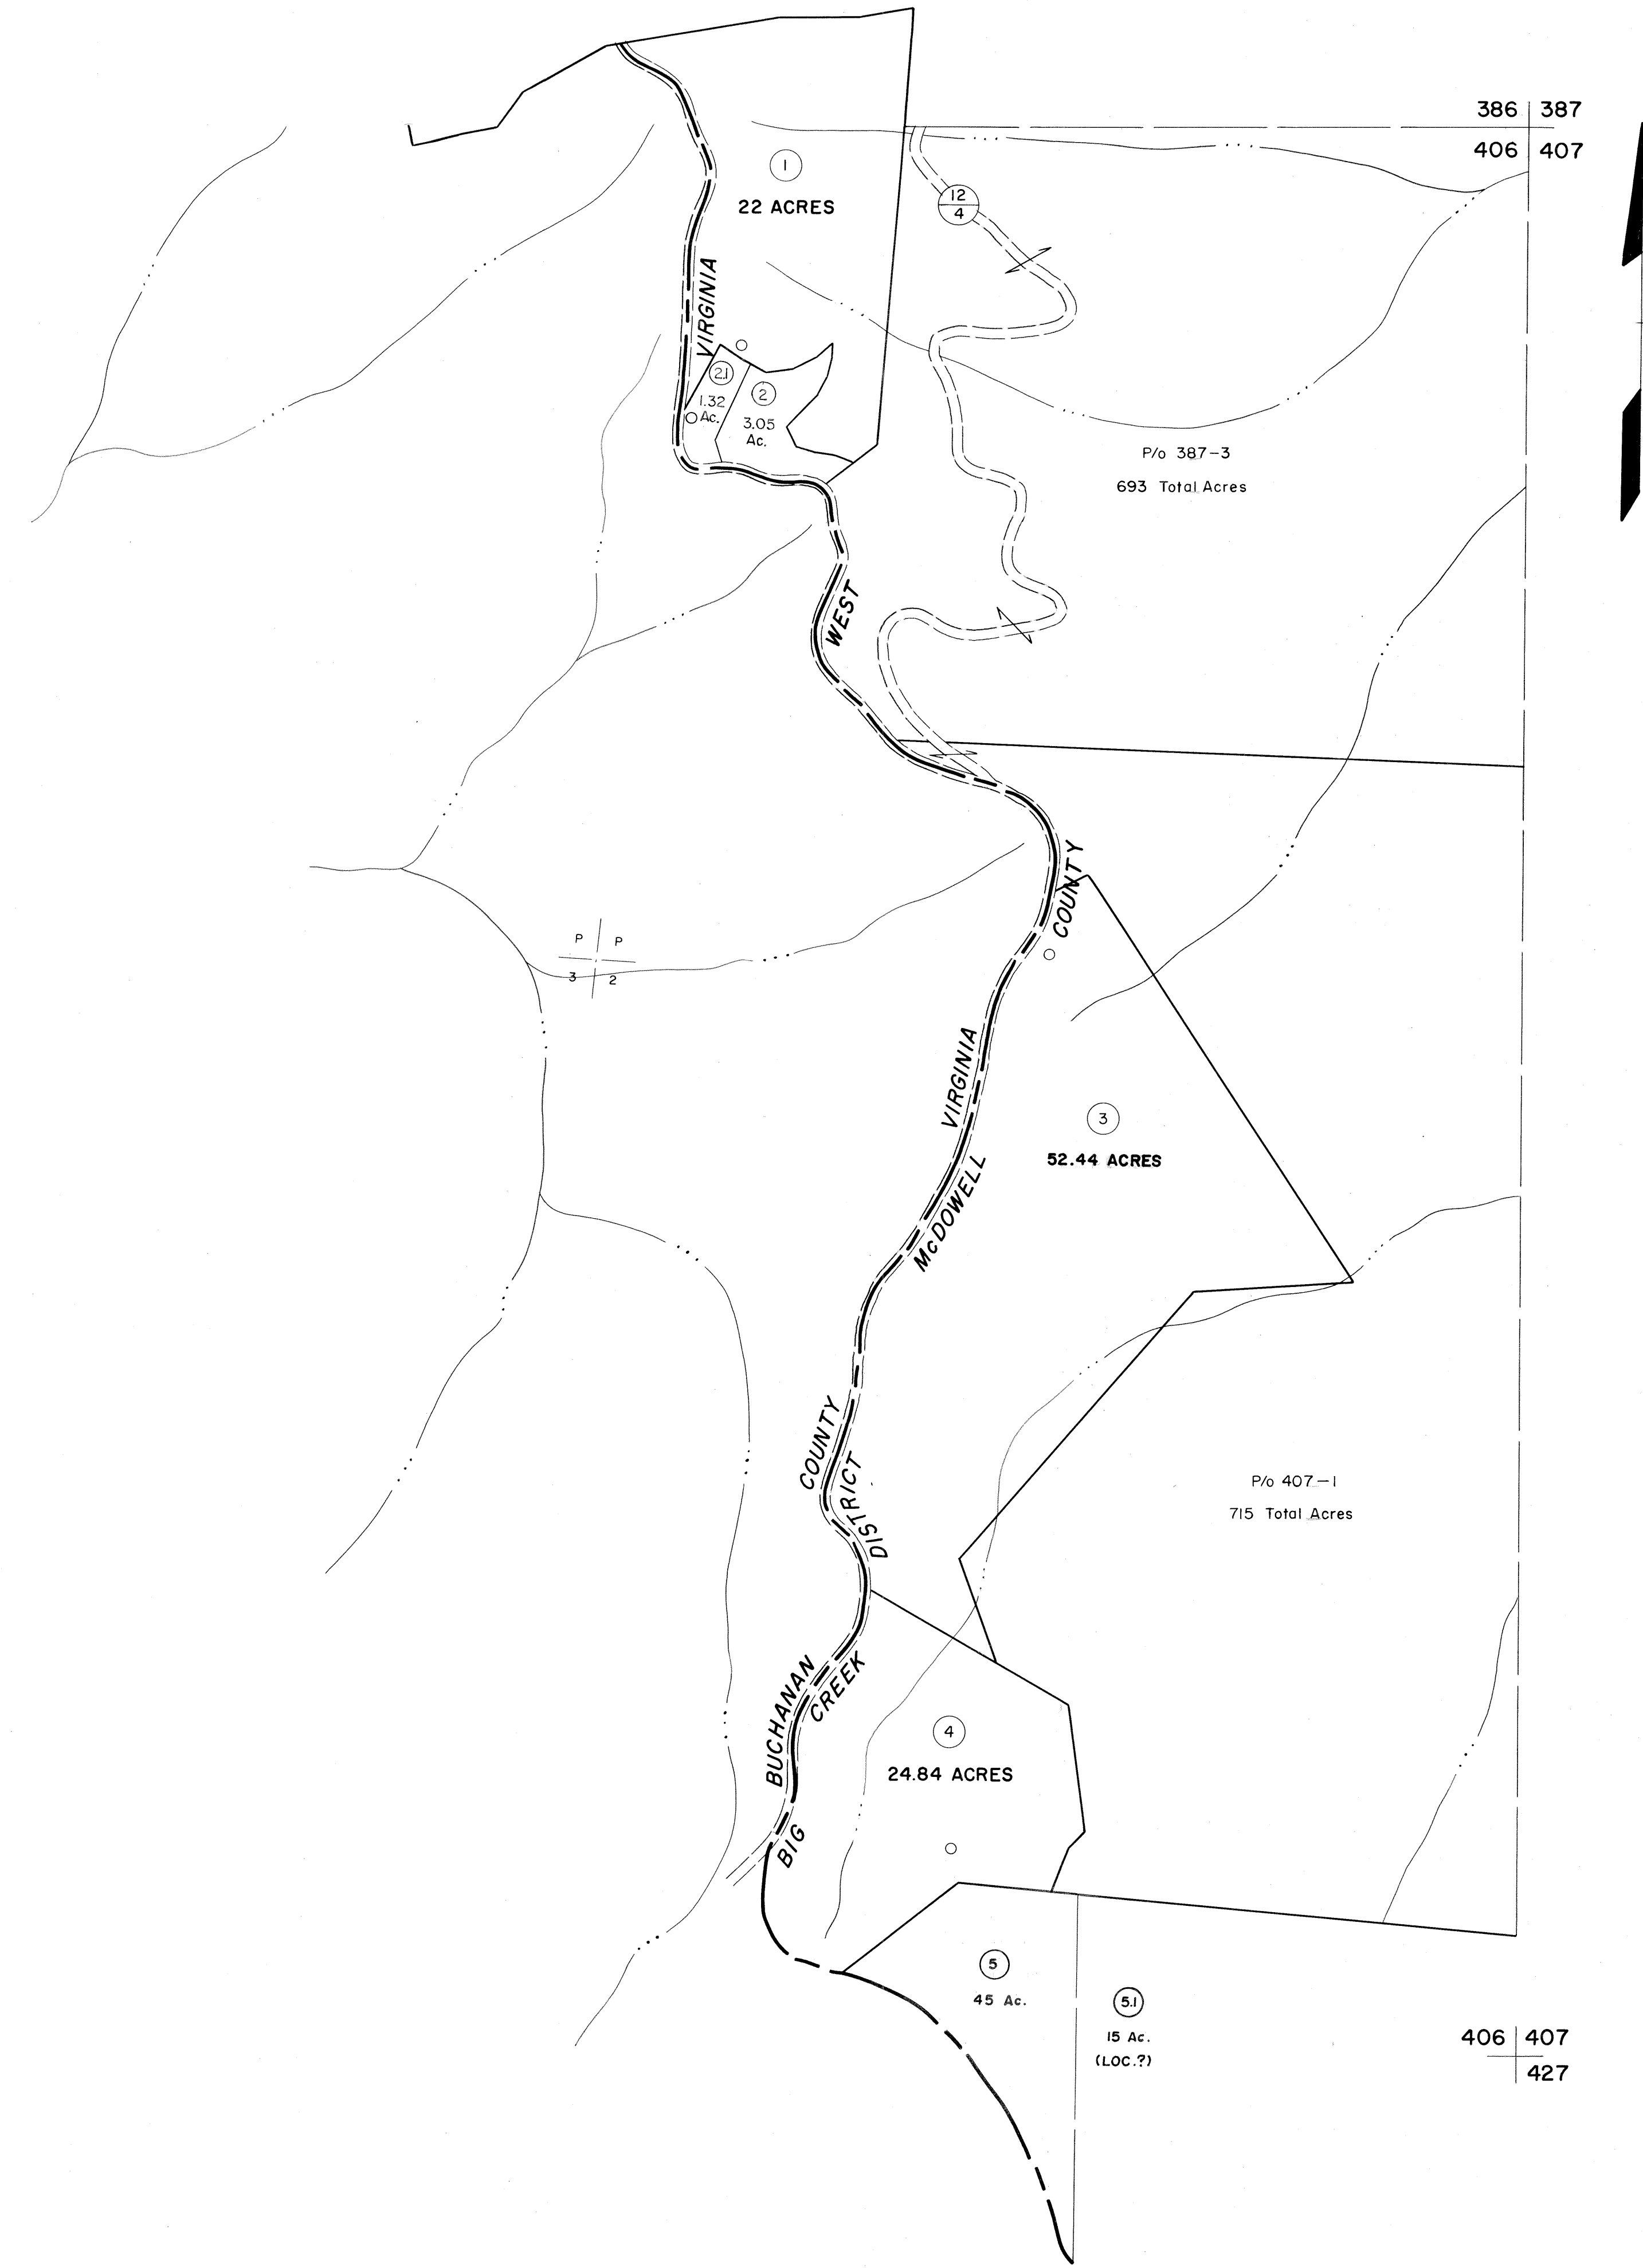 386 387
406 407
1
22 ACRES
12
4
VIRGINIA
2.1
1.32
Ac.
2
3.05
Ac.
P/o 387-3
693 Total Acres
WEST
COUNTY
P P
3 2
VIRGINIA
3
52.44 ACRES
McDOWELL
COUNTY
DISTRICT
P/o 407-1
715 Total Acres
BUCHANAN
CREEK
4
24.84 ACRES
BIG
5
45 Ac.
5.1
15 Ac.
(LOC.?)
406 407
427